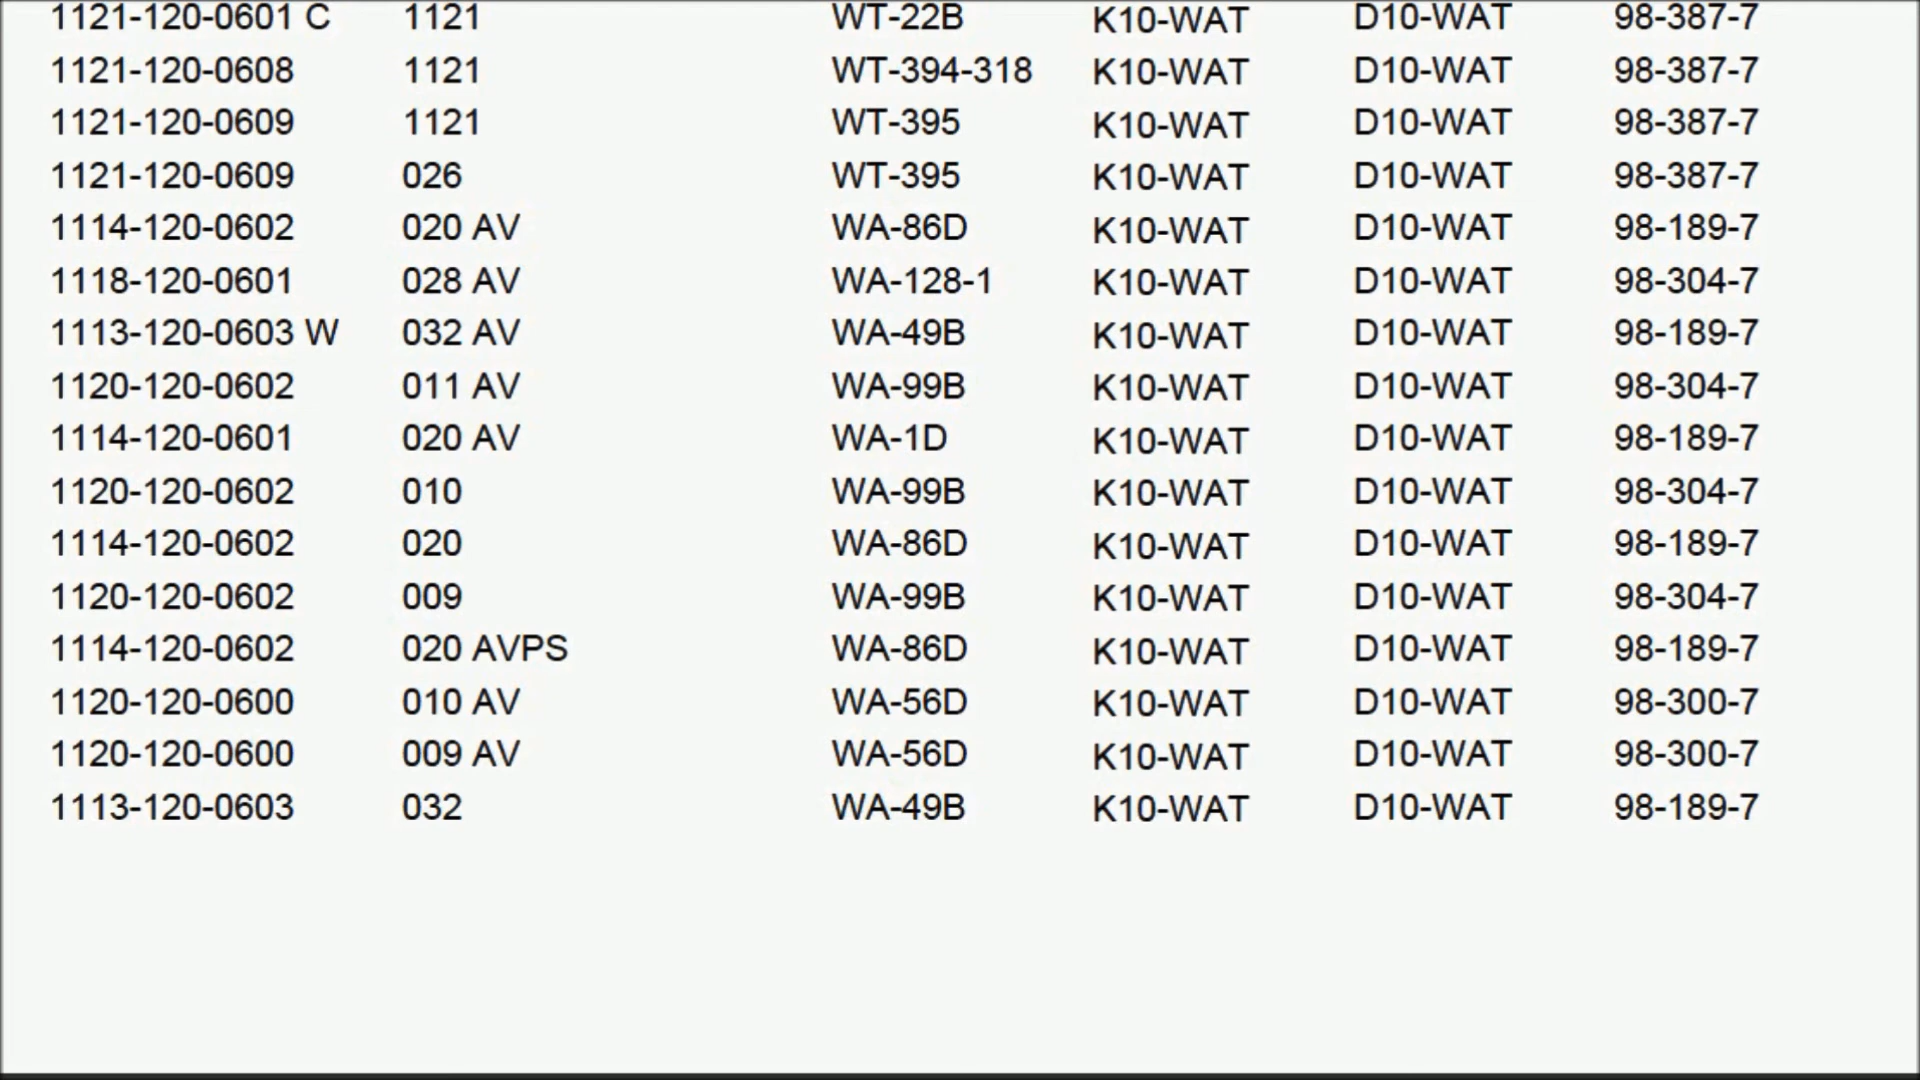 1121-120-0601 C 1121 WT-22B K10-WAT D10-WAT 98-387-7
1121-120-0608 1121 WT-394-318 K10-WAT D10-WAT 98-387-7
1121-120-0609 1121 WT-395 K10-WAT D10-WAT 98-387-7
1121-120-0609 026 WT-395 K10-WAT D10-WAT 98-387-7
1114-120-0602 020 AV WA-86D K10-WAT D10-WAT 98-189-7
1118-120-0601 028 AV WA-128-1 K10-WAT D10-WAT 98-304-7
1113-120-0603 W 032 AV WA-49B K10-WAT D10-WAT 98-189-7
1120-120-0602 011 AV WA-99B K10-WAT D10-WAT 98-304-7
1114-120-0601 020 AV WA-1D K10-WAT D10-WAT 98-189-7
1120-120-0602 010 WA-99B K10-WAT D10-WAT 98-304-7
1114-120-0602 020 WA-86D K10-WAT D10-WAT 98-189-7
1120-120-0602 009 WA-99B K10-WAT D10-WAT 98-304-7
1114-120-0602 020 AVPS WA-86D K10-WAT D10-WAT 98-189-7
1120-120-0600 010 AV WA-56D K10-WAT D10-WAT 98-300-7
1120-120-0600 009 AV WA-56D K10-WAT D10-WAT 98-300-7
1113-120-0603 032 WA-49B K10-WAT D10-WAT 98-189-7